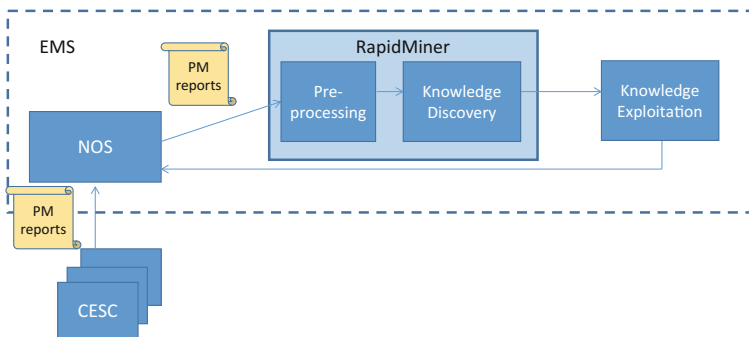 EMS
PM
reports
RapidMiner
Pre-
processing
Knowledge
Discovery
Knowledge
Exploitation
NOS
PM
reports
CESC